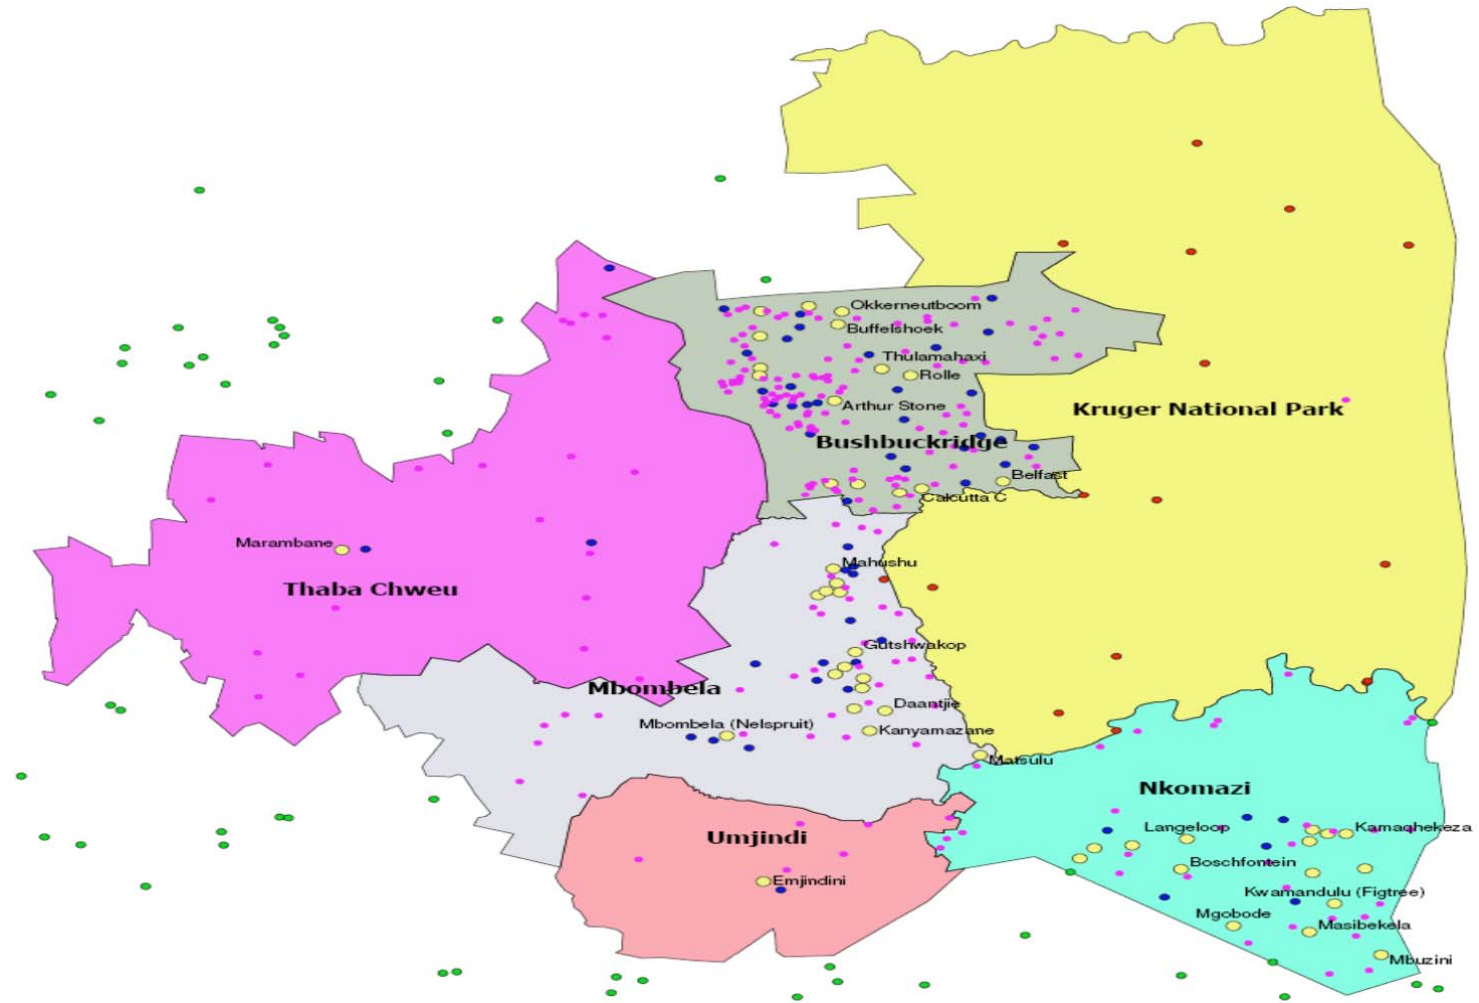 Okkerneutboom
Buffelshoek
Thulamahaxi
Rolle
Arthur Stone
Kruger National Park
Bushbuckridge
Belfast
Calcutta C
Marambane
Mahushu
Thaba Chweu
Gutshwakop
Mbombela
Daantjie
Mbombela (Nelspruit)
Kanyamazane
Matsulu
Nkomazi
Langeloop
Kamaqhekeza
Umjindi
Boschfontein
Emjindini
Kwamandulu (Figtree)
Mgobode
Masibekela
Mbuzini